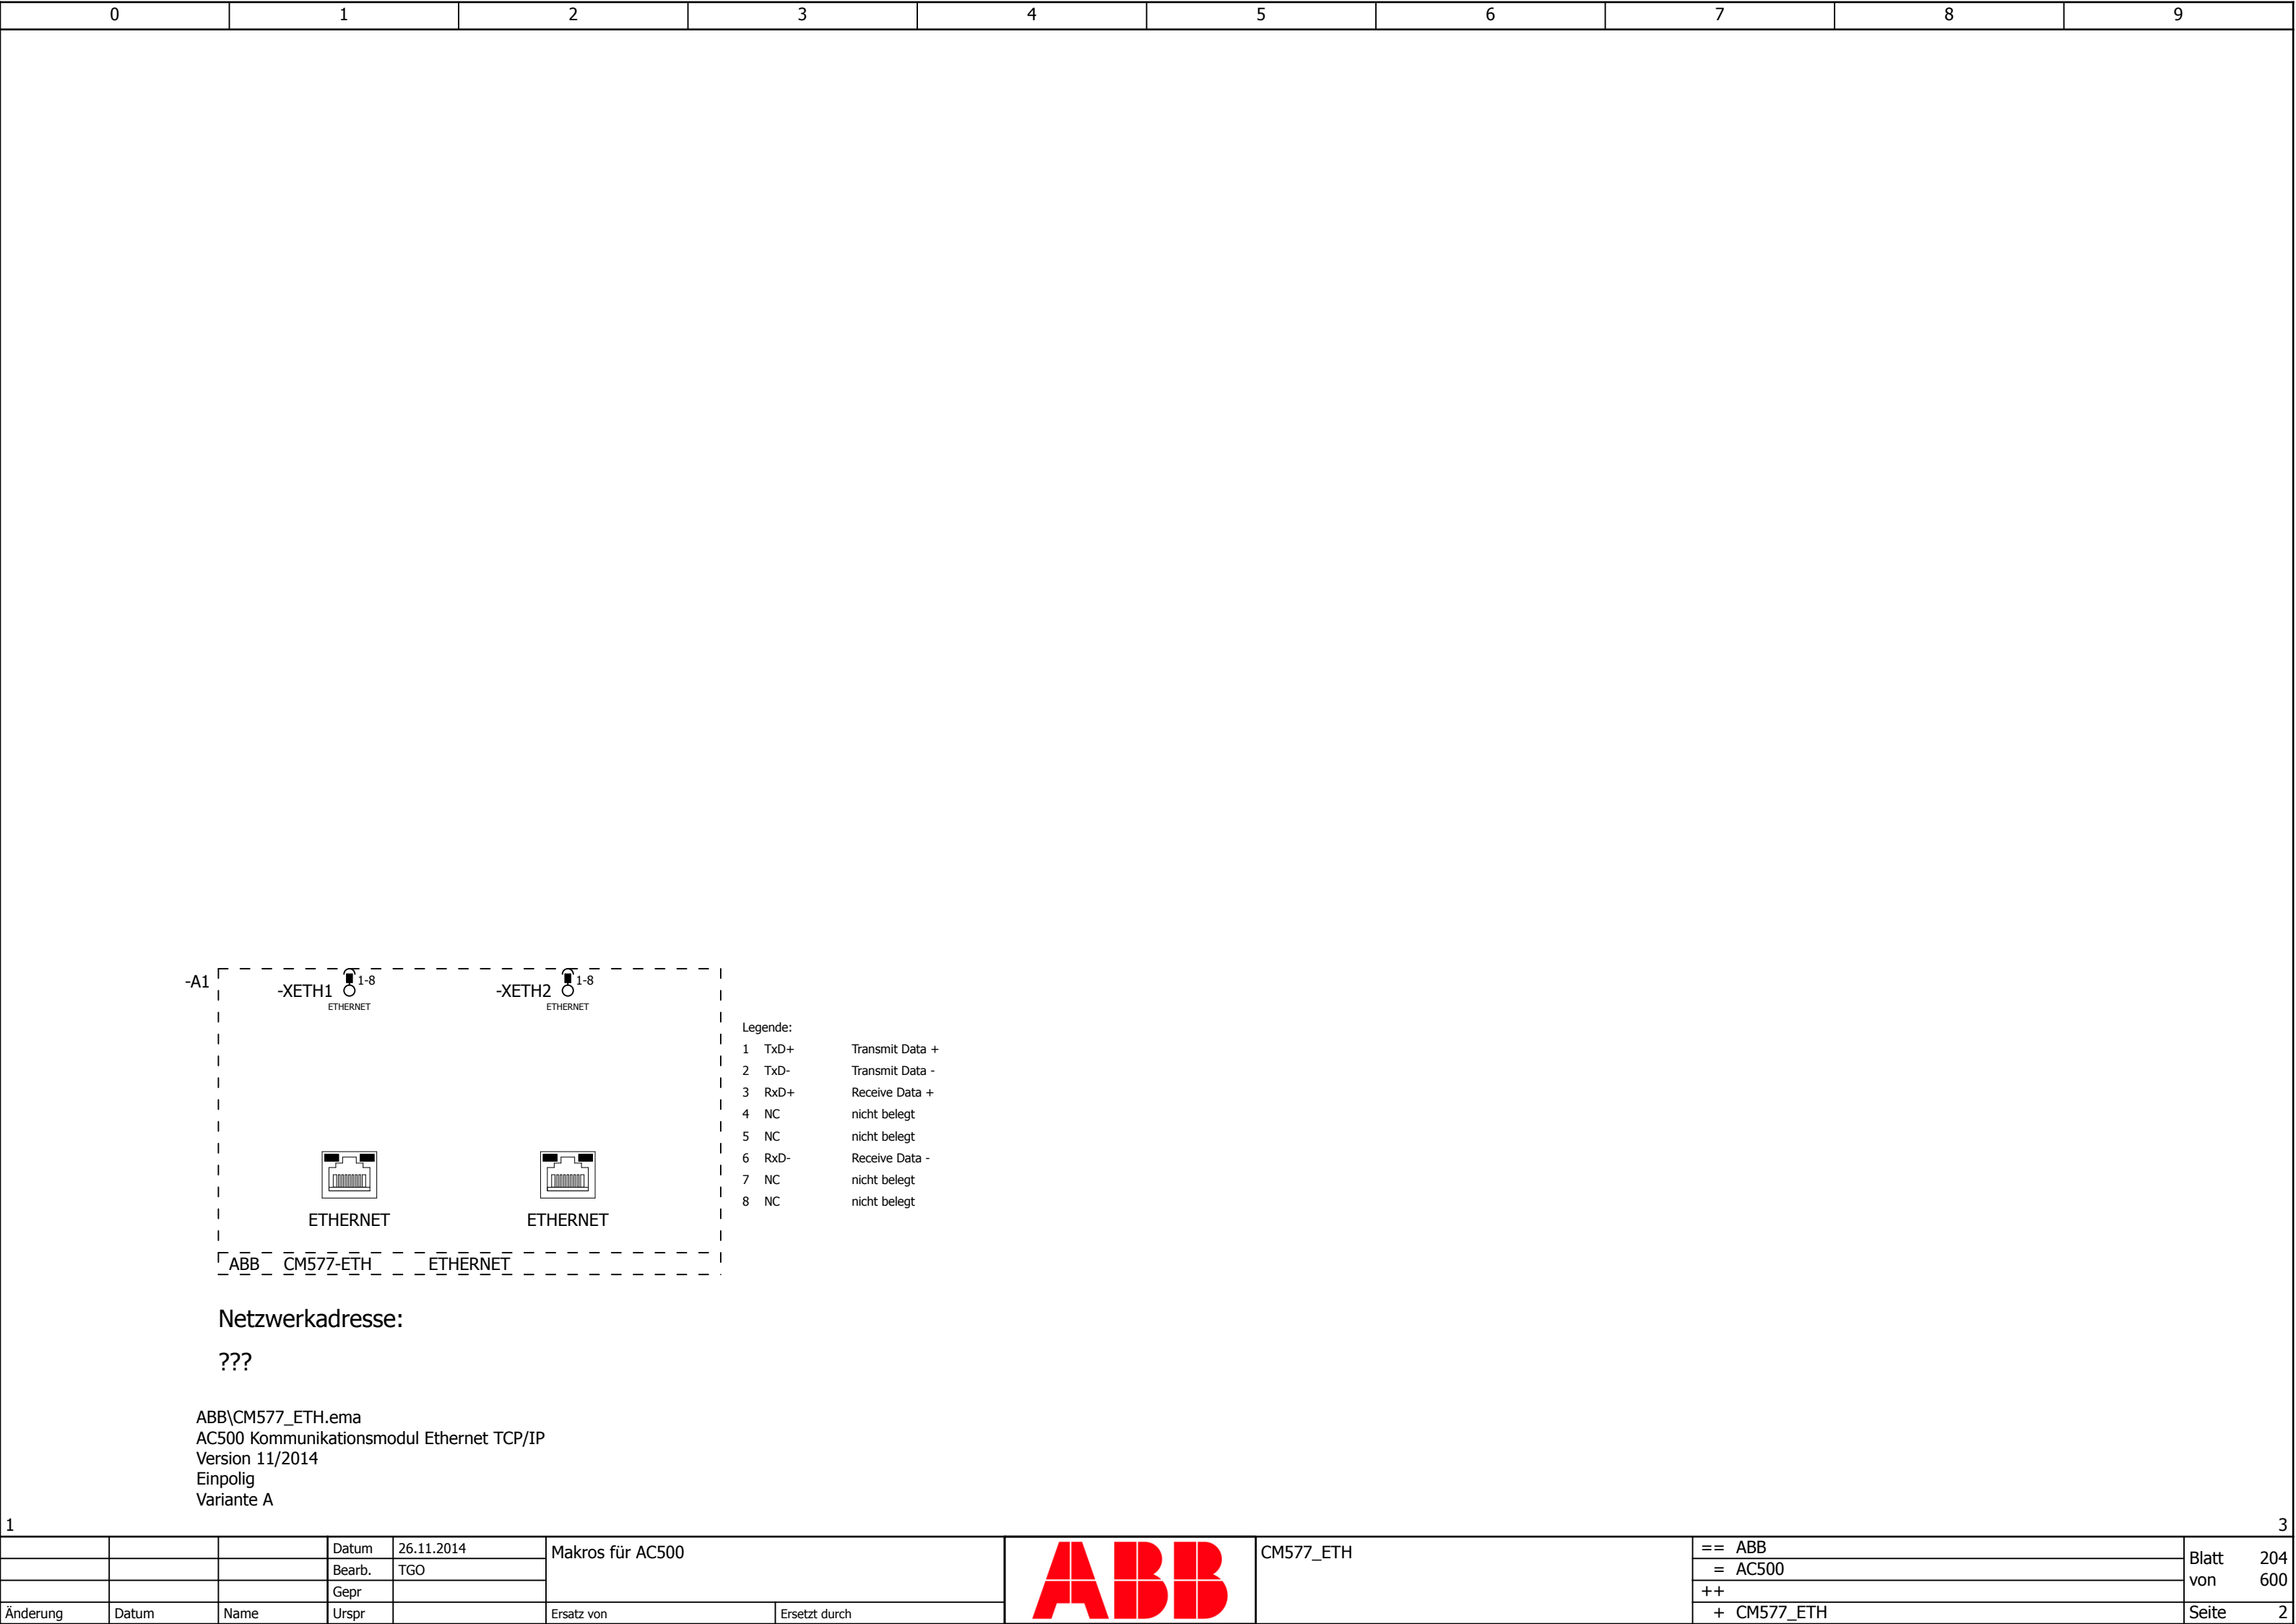 0 1 2 3 4 5 6 7 8 9
-A1
-XETH1 1-8
ETHERNET
-XETH2 1-8
ETHERNET
Legende:
1 TxD+ Transmit Data +
2 TxD- Transmit Data -
3 RxD+ Receive Data +
4 NC nicht belegt
5 NC nicht belegt
6 RxD- Receive Data -
7 NC nicht belegt
8 NC nicht belegt
ETHERNET ETHERNET
ABB CM577-ETH ETHERNET
Netzwerkadresse:
???
ABB\CM577_ETH.ema
AC500 Kommunikationsmodul Ethernet TCP/IP
Version 11/2014
Einpolig
Variante A
1 3
Datum 26.11.2014
Bearb. TGO
Gepr
Änderung Datum Name Urspr
Makros für AC500
Ersatz von Ersetzt durch
ABB
CM577_ETH
== ABB
= AC500
++
+ CM577_ETH
Blatt 204
von 600
Seite 2